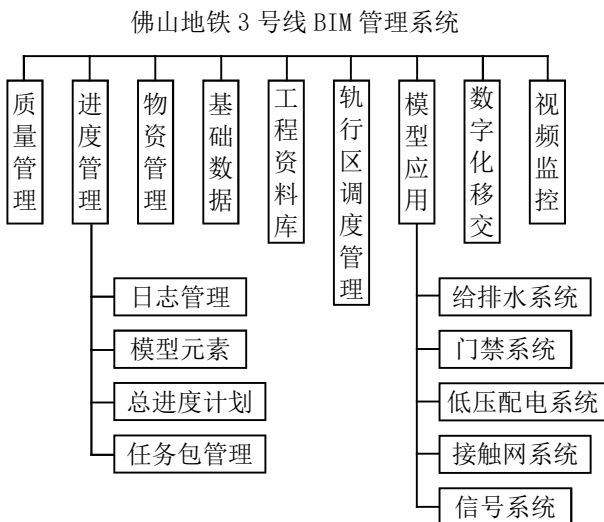 佛山地铁 3 号线 BIM 管理系统
质量管理
进度管理
物资管理
基础数据
工程资料库
轨行区调度管理
模型应用
数字化移交
视频监控
日志管理
模型元素
总进度计划
任务包管理
给排水系统
门禁系统
低压配电系统
接触网系统
信号系统